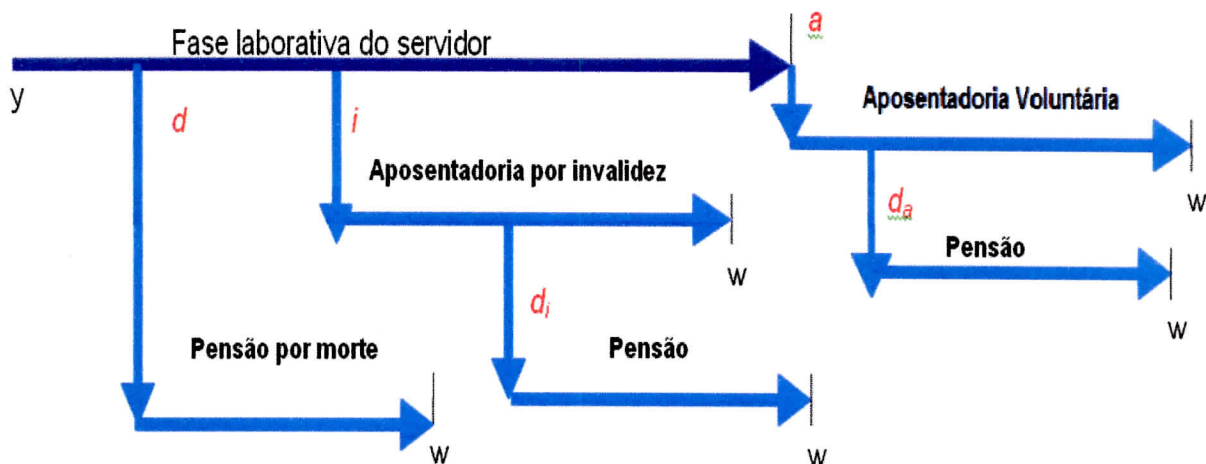 a
Fase laborativa do servidor
y
d
i
Aposentadoria Voluntária
Aposentadoria por invalidez
w
dₐ
w
Pensão
dᵢ
w
Pensão por morte
Pensão
w
w